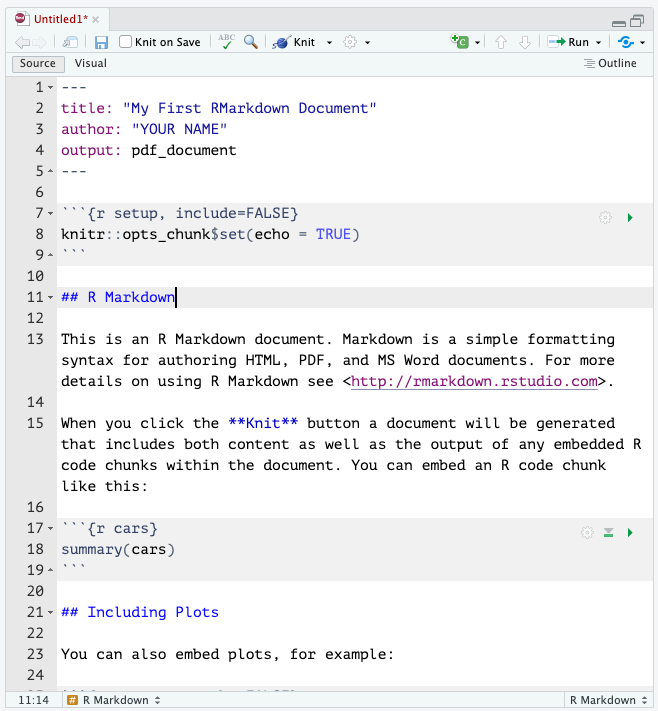 Untitled1*
Knit on Save ABC Knit Run
Source Visual Outline
1 ---
2 title: "My First RMarkdown Document"
3 author: "YOUR NAME"
4 output: pdf_document
5 ---
6
7 ```{r setup, include=FALSE}
8 knitr::opts_chunk$set(echo = TRUE)
9 ```
10
11 ## R Markdown
12
13 This is an R Markdown document. Markdown is a simple formatting
syntax for authoring HTML, PDF, and MS Word documents. For more
details on using R Markdown see <http://rmarkdown.rstudio.com>.
14
15 When you click the **Knit** button a document will be generated
that includes both content as well as the output of any embedded R
code chunks within the document. You can embed an R code chunk
like this:
16
17 ```{r cars}
18 summary(cars)
19 ```
20
21 ## Including Plots
22
23 You can also embed plots, for example:
24
11:14 # R Markdown R Markdown